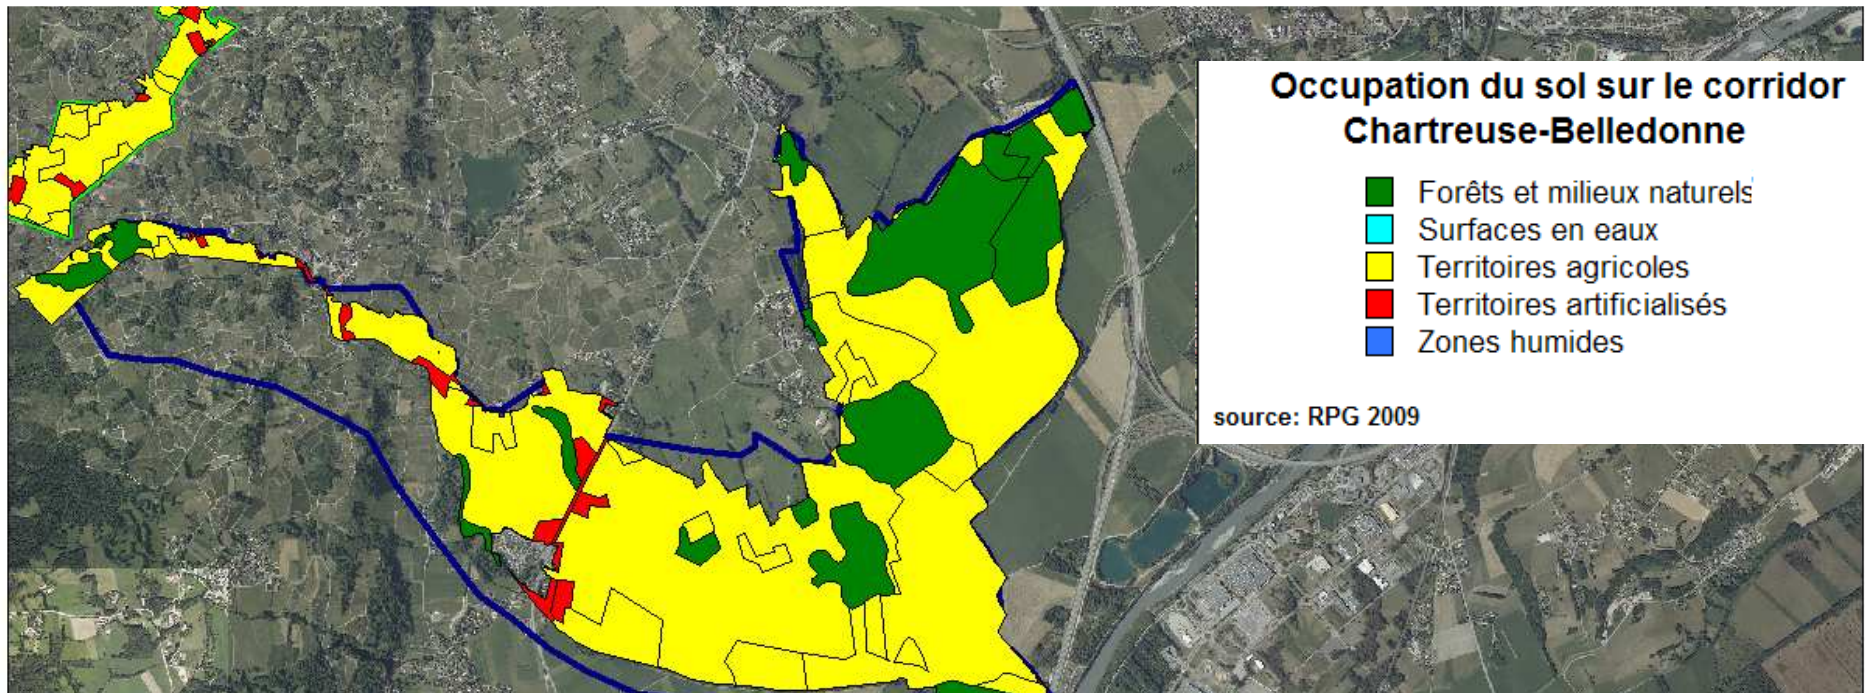 Occupation du sol sur le corridor
Chartreuse-Belledonne
Forêts et milieux naturels
Surfaces en eaux
Territoires agricoles
Territoires artificialisés
Zones humides
source: RPG 2009